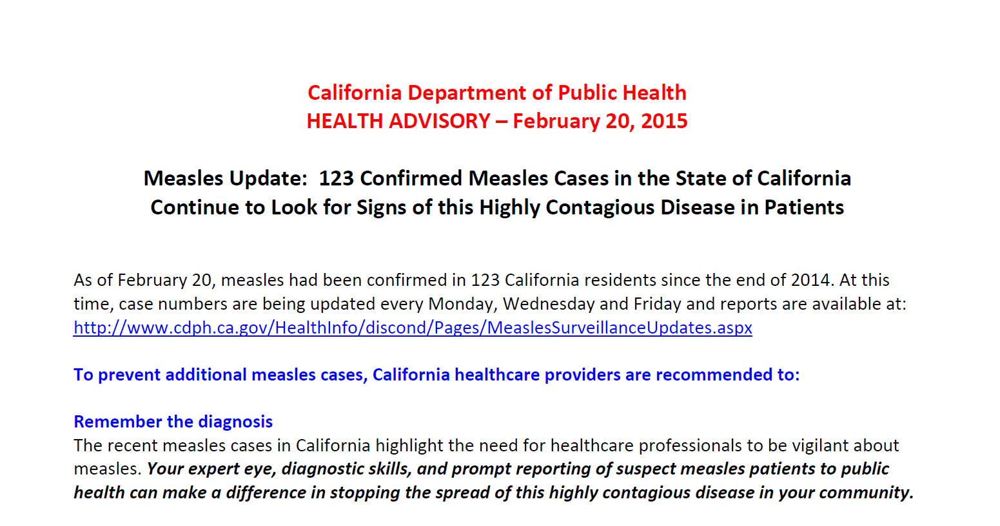 California Department of Public Health
HEALTH ADVISORY – February 20, 2015
Measles Update:  123 Confirmed Measles Cases in the State of California
Continue to Look for Signs of this Highly Contagious Disease in Patients
As of February 20, measles had been confirmed in 123 California residents since the end of 2014. At this
time, case numbers are being updated every Monday, Wednesday and Friday and reports are available at:
http://www.cdph.ca.gov/HealthInfo/discond/Pages/MeaslesSurveillanceUpdates.aspx
To prevent additional measles cases, California healthcare providers are recommended to:
Remember the diagnosis
The recent measles cases in California highlight the need for healthcare professionals to be vigilant about
measles. Your expert eye, diagnostic skills, and prompt reporting of suspect measles patients to public
health can make a difference in stopping the spread of this highly contagious disease in your community.